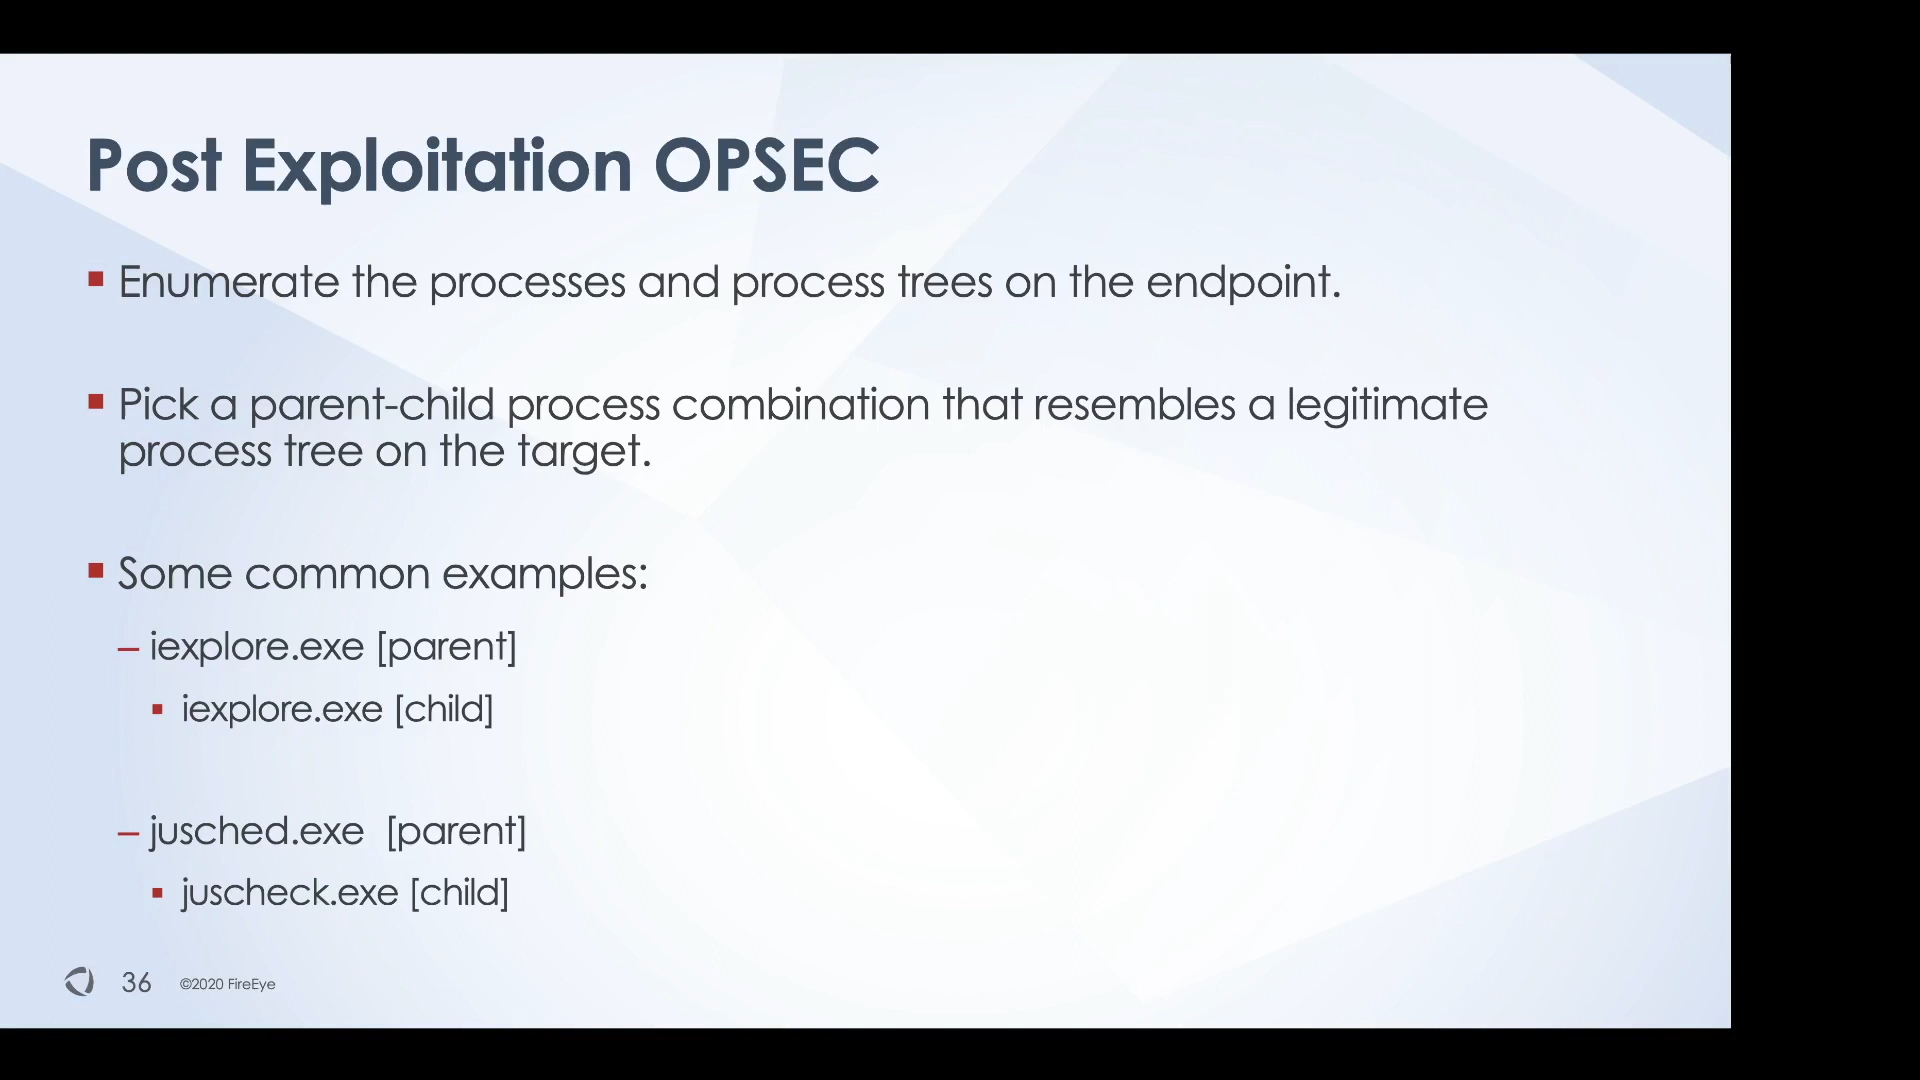 Post Exploitation OPSEC
▪ Enumerate the processes and process trees on the endpoint.
▪ Pick a parent-child process combination that resembles a legitimate
process tree on the target.
▪ Some common examples:
– iexplore.exe [parent]
▪ iexplore.exe [child]
– jusched.exe  [parent]
▪ juscheck.exe [child]
36 ©2020 FireEye